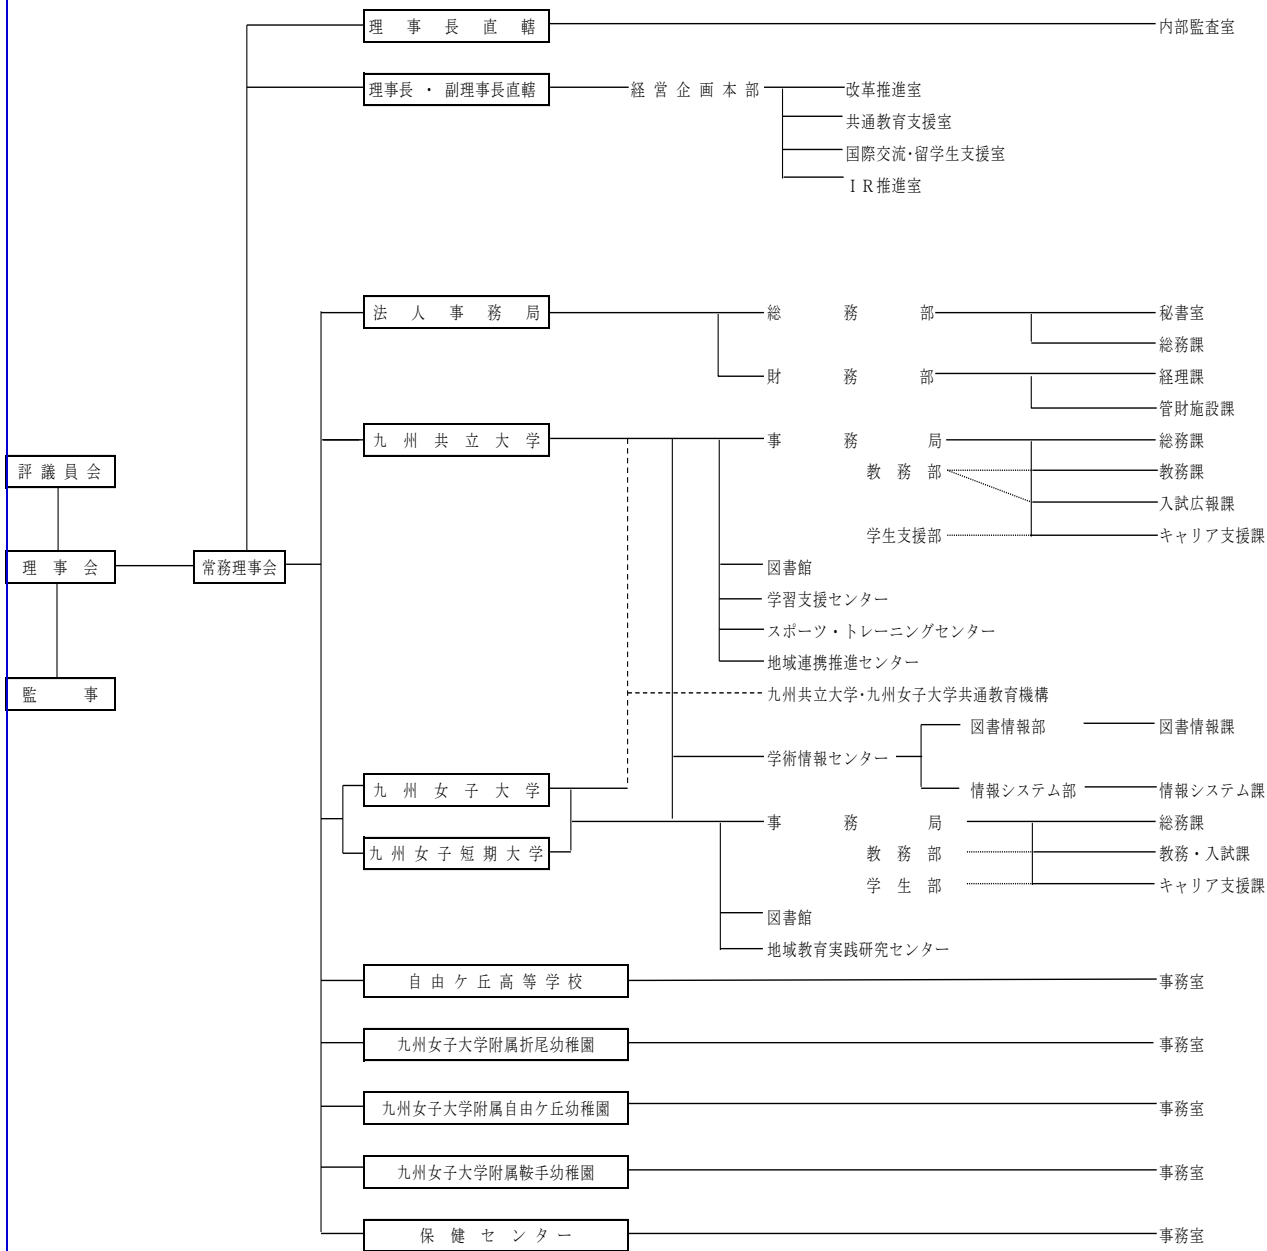 理事長直轄
内部監査室
理事長・副理事長直轄
経営企画本部
改革推進室
共通教育支援室
国際交流・留学生支援室
ＩＲ推進室
法人事務局
総務部
秘書室
総務課
財務部
経理課
管財施設課
九州共立大学
事務局
総務課
評議員会
教務部
教務課
入試広報課
学生支援部
キャリア支援課
理事会
常務理事会
図書館
学習支援センター
スポーツ・トレーニングセンター
地域連携推進センター
監事
九州共立大学・九州女子大学共通教育機構
図書情報部
図書情報課
学術情報センター
九州女子大学
情報システム部
情報システム課
事務局
総務課
九州女子短期大学
教務部
教務・入試課
学生部
キャリア支援課
図書館
地域教育実践研究センター
自由ケ丘高等学校
事務室
九州女子大学附属折尾幼稚園
事務室
九州女子大学附属自由ケ丘幼稚園
事務室
九州女子大学附属鞍手幼稚園
事務室
保健センター
事務室